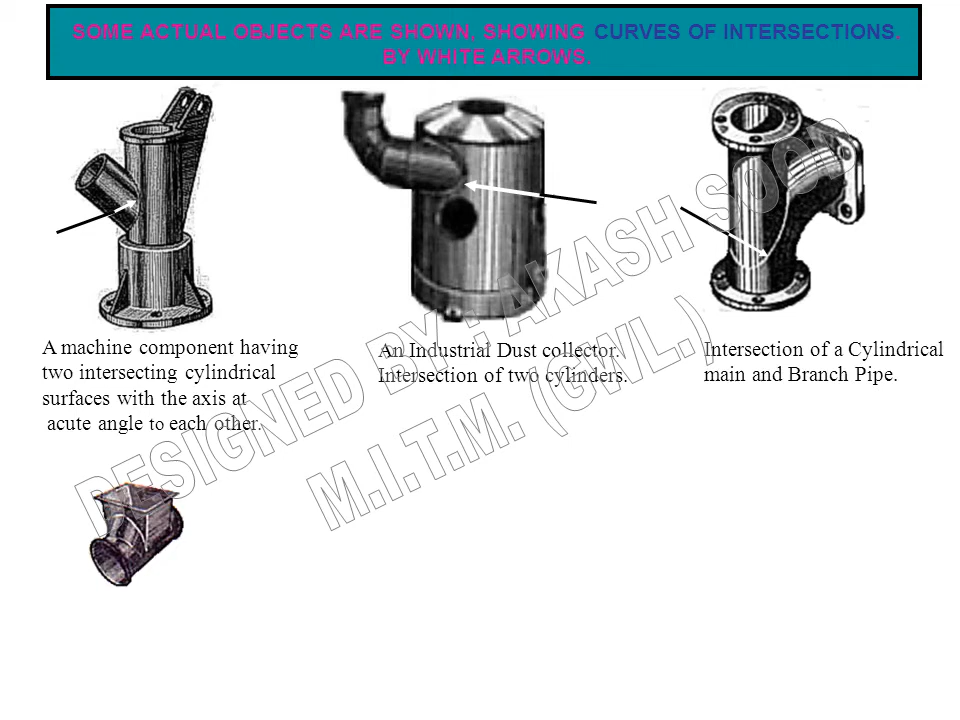 SOME ACTUAL OBJECTS ARE SHOWN, SHOWING CURVES OF INTERSECTIONS.
BY WHITE ARROWS.
A machine component having
two intersecting cylindrical
surfaces with the axis at
acute angle to each other.
An Industrial Dust collector.
Intersection of two cylinders.
Intersection of a Cylindrical
main and Branch Pipe.
DESIGNED BY : AKASH SOOD
M.I.T.M. (GWL.)